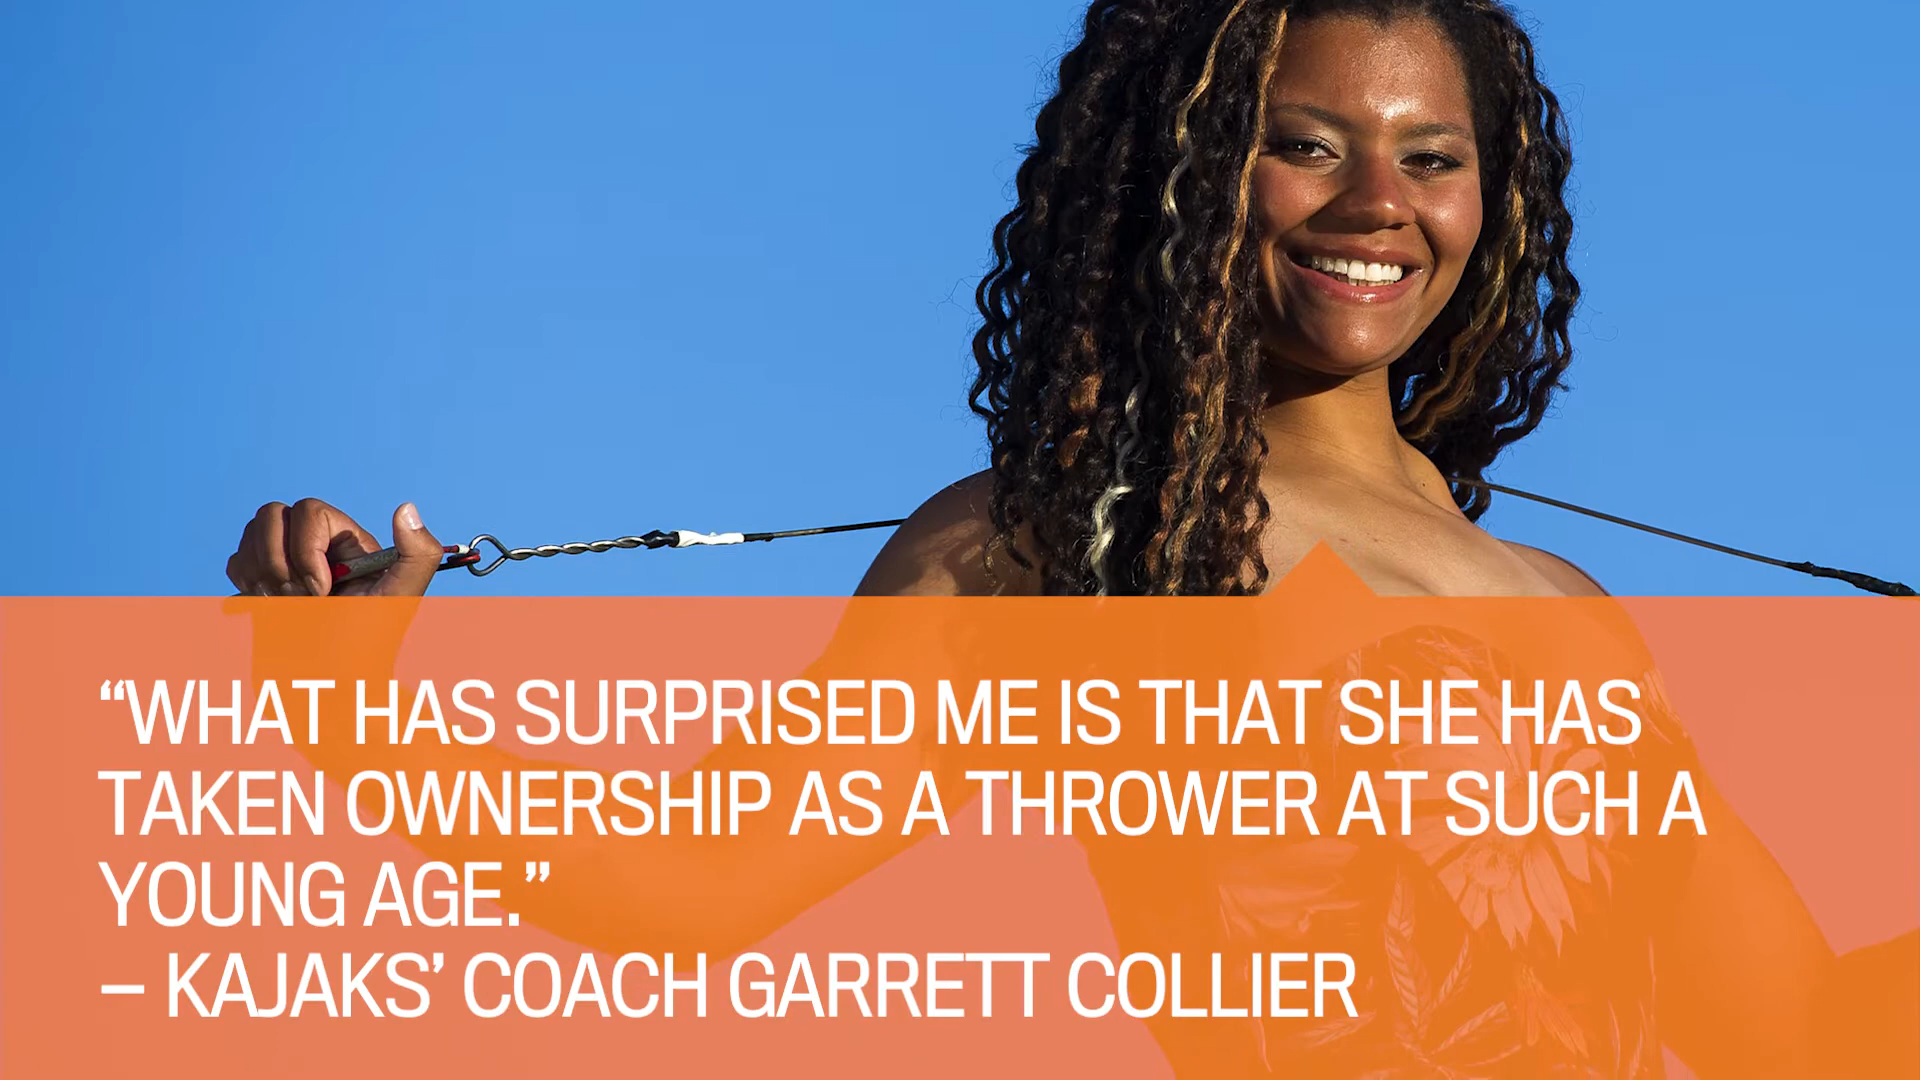 “WHAT HAS SURPRISED ME IS THAT SHE HAS
TAKEN OWNERSHIP AS A THROWER AT SUCH A
YOUNG AGE.”
– KAJAKS’ COACH GARRETT COLLIER